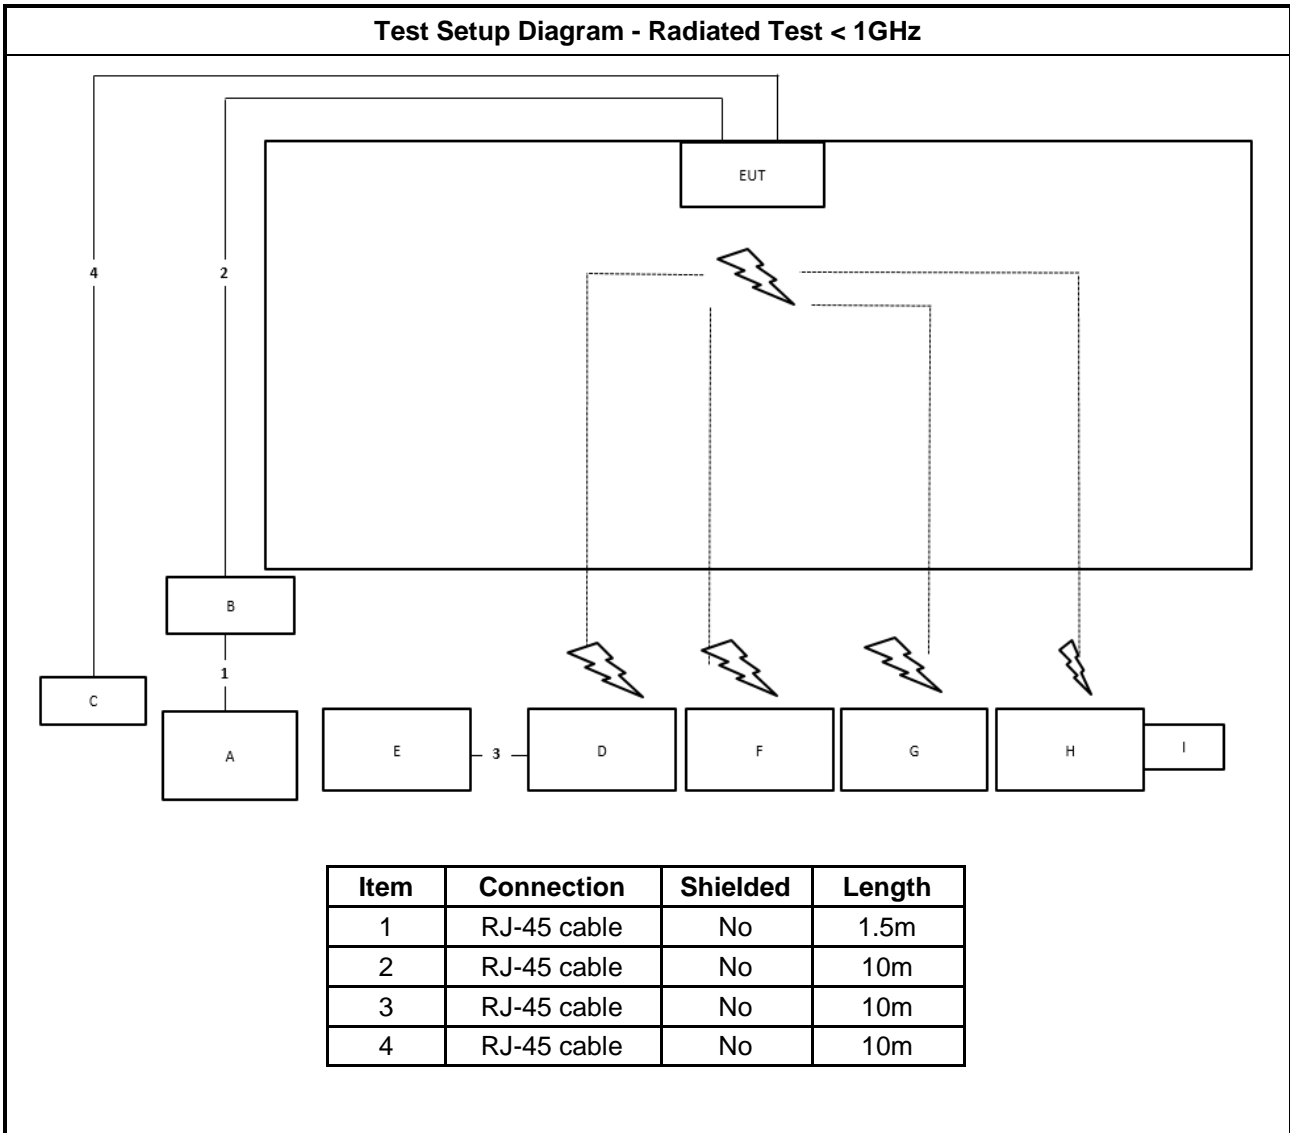 Test Setup Diagram - Radiated Test < 1GHz
EUT
4
2
B
1
C
A
E
3
D
F
G
H
I
Item Connection Shielded Length
1 RJ-45 cable No 1.5m
2 RJ-45 cable No 10m
3 RJ-45 cable No 10m
4 RJ-45 cable No 10m